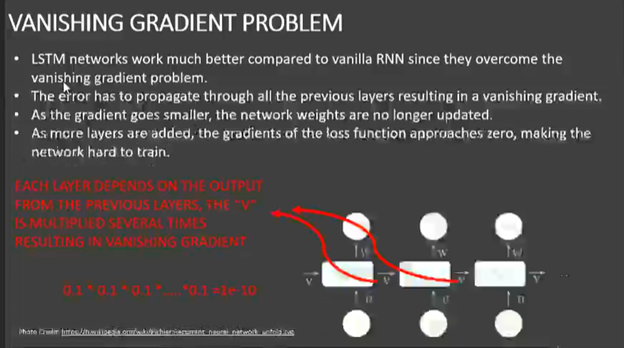 VANISHING GRADIENT PROBLEM
• LSTM networks work much better compared to vanilla RNN since they overcome the
vanishing gradient problem.
• The error has to propagate through all the previous layers resulting in a vanishing gradient.
• As the gradient goes smaller, the network weights are no longer updated.
• As more layers are added, the gradients of the loss function approaches zero, making the
network hard to train.
EACH LAYER DEPENDS ON THE OUTPUT
FROM THE PREVIOUS LAYERS, THE "V"
IS MULTIPLIED SEVERAL TIMES
RESULTING IN VANISHING GRADIENT
0.1 * 0.1 * 0.1 *.....*0.1 =1e-10
W W W
V V V V
U U U
Photo Credit: https://fr.wikipedia.org/wiki/Fichier:recurrent_neural_network_unfold.svg